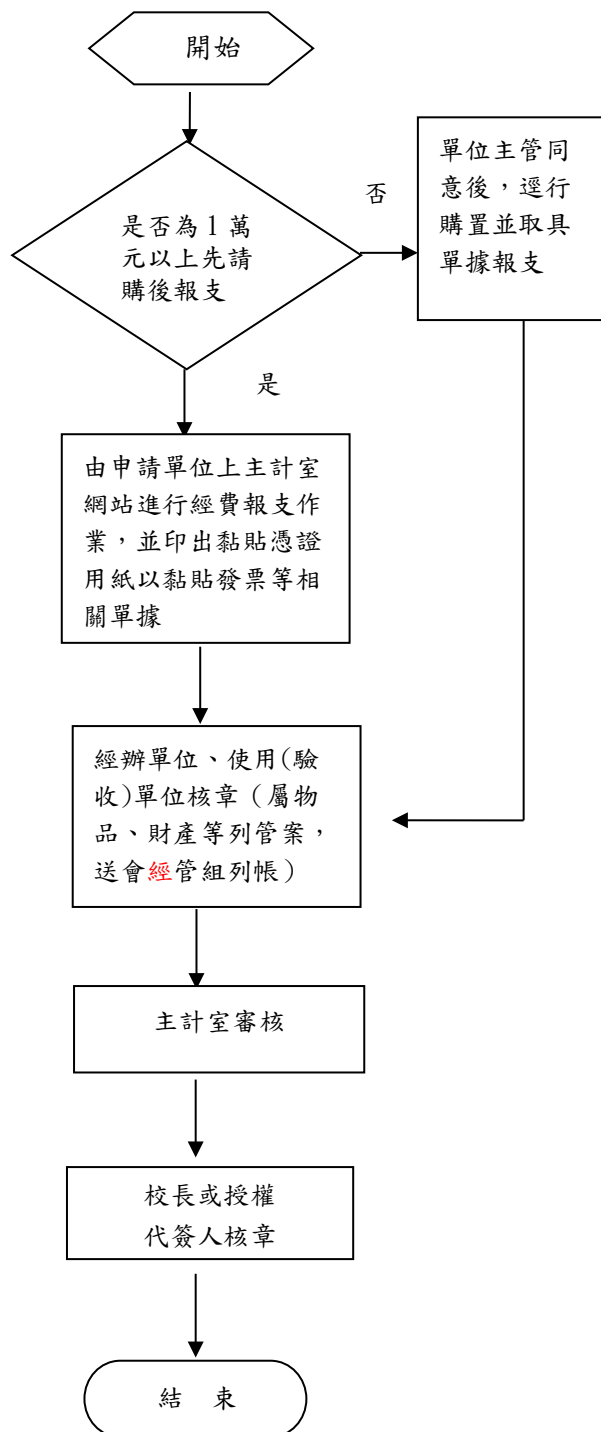 開始
是否為 1 萬
元以上先請
購後報支
否
單位主管同
意後，逕行
購置並取具
單據報支
是
由申請單位上主計室
網站進行經費報支作
業，並印出黏貼憑證
用紙以黏貼發票等相
關單據
經辦單位、使用(驗
收)單位核章（屬物
品、財產等列管案，
送會經管組列帳）
主計室審核
校長或授權
代簽人核章
結　束